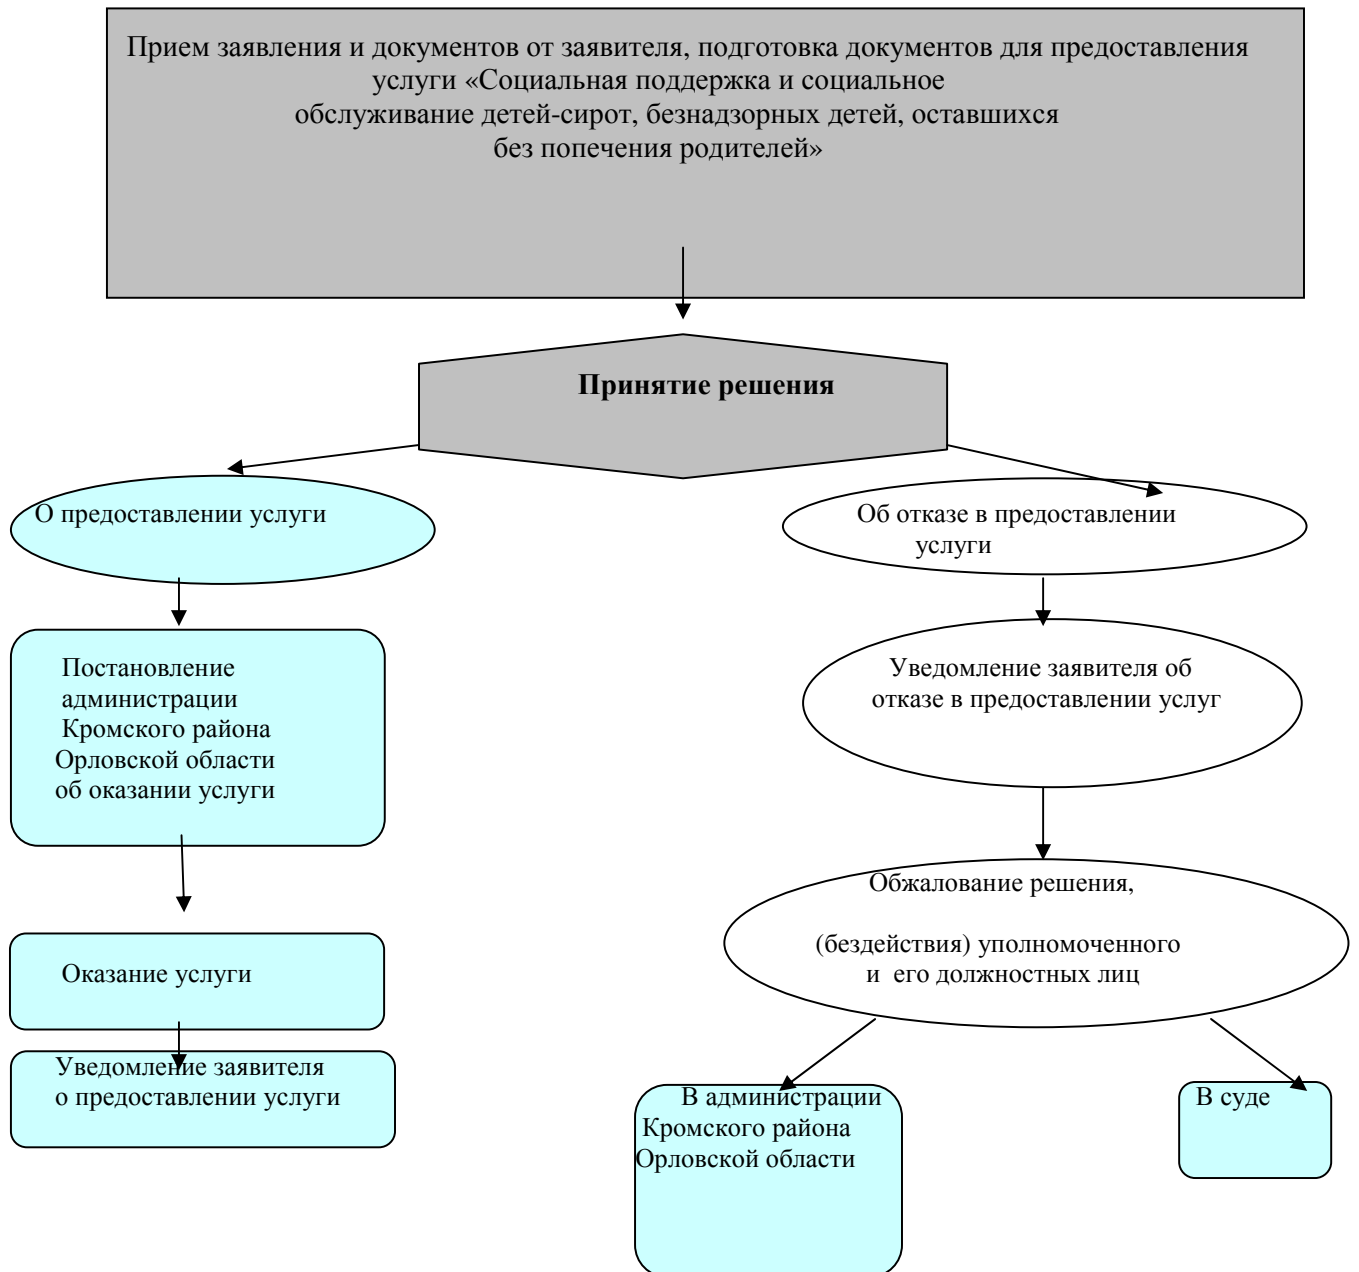 Прием заявления и документов от заявителя, подготовка документов для предоставления
услуги «Социальная поддержка и социальное
обслуживание детей-сирот, безнадзорных детей, оставшихся
без попечения родителей»
Принятие решения
О предоставлении услуги
Об отказе в предоставлении
услуги
Постановление
администрации
Кромского района
Орловской области
об оказании услуги
Уведомление заявителя об
отказе в предоставлении услуг
Обжалование решения,
(бездействия) уполномоченного
и его должностных лиц
Оказание услуги
Уведомление заявителя
о предоставлении услуги
В администрации
Кромского района
Орловской области
В суде